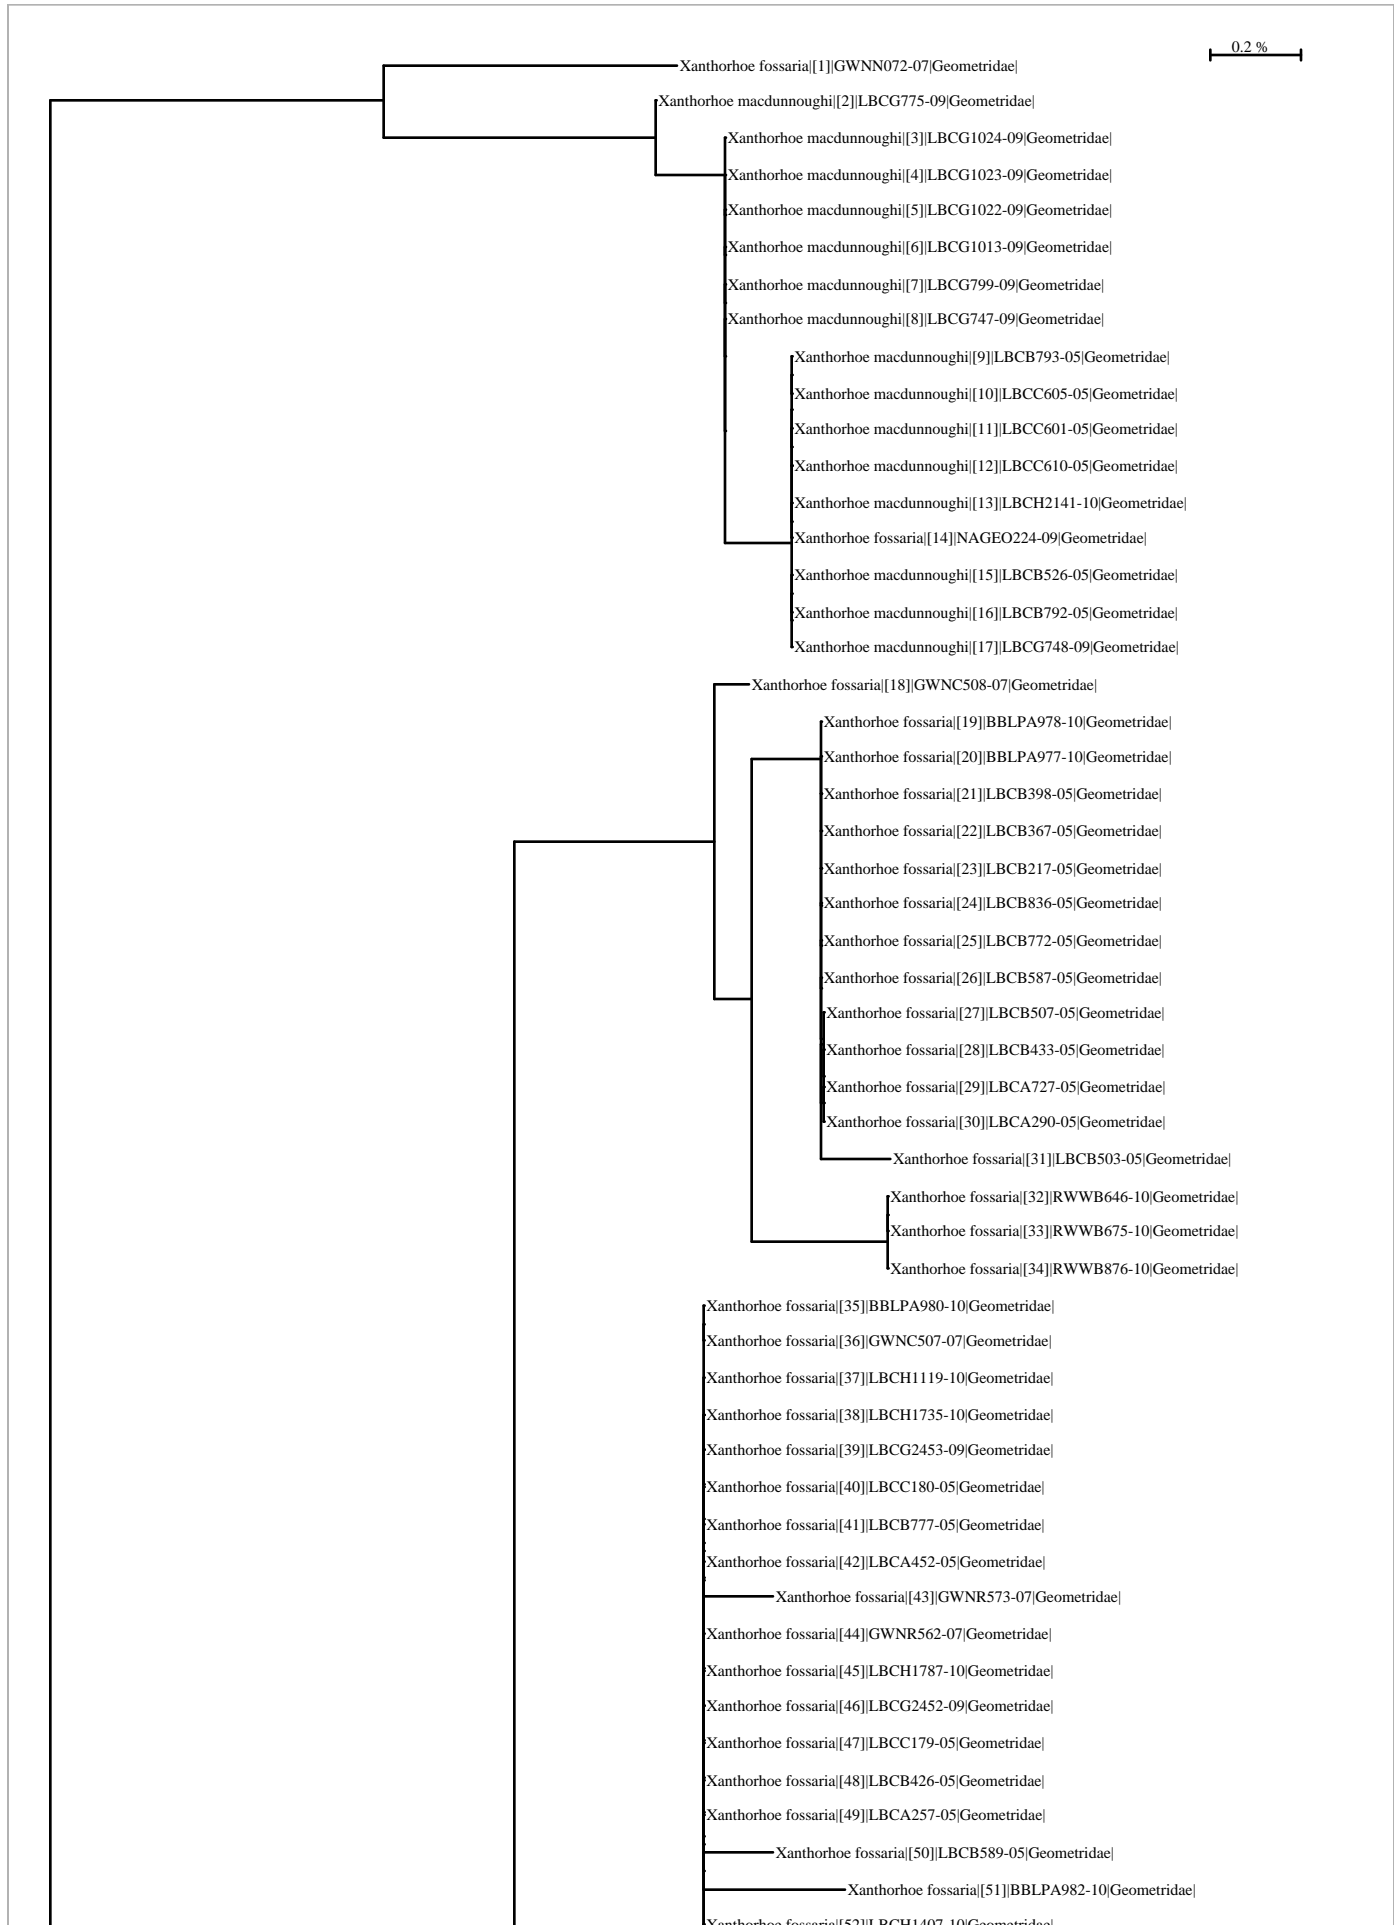 0.2 %
Xanthorhoe fossaria|[1]|GWNN072-07|Geometridae|
Xanthorhoe macdunnoughi|[2]|LBCG775-09|Geometridae|
Xanthorhoe macdunnoughi|[3]|LBCG1024-09|Geometridae|
Xanthorhoe macdunnoughi|[4]|LBCG1023-09|Geometridae|
Xanthorhoe macdunnoughi|[5]|LBCG1022-09|Geometridae|
Xanthorhoe macdunnoughi|[6]|LBCG1013-09|Geometridae|
Xanthorhoe macdunnoughi|[7]|LBCG799-09|Geometridae|
Xanthorhoe macdunnoughi|[8]|LBCG747-09|Geometridae|
Xanthorhoe macdunnoughi|[9]|LBCB793-05|Geometridae|
Xanthorhoe macdunnoughi|[10]|LBCC605-05|Geometridae|
Xanthorhoe macdunnoughi|[11]|LBCC601-05|Geometridae|
Xanthorhoe macdunnoughi|[12]|LBCC610-05|Geometridae|
Xanthorhoe macdunnoughi|[13]|LBCH2141-10|Geometridae|
Xanthorhoe fossaria|[14]|NAGEO224-09|Geometridae|
Xanthorhoe macdunnoughi|[15]|LBCB526-05|Geometridae|
Xanthorhoe macdunnoughi|[16]|LBCB792-05|Geometridae|
Xanthorhoe macdunnoughi|[17]|LBCG748-09|Geometridae|
Xanthorhoe fossaria|[18]|GWNC508-07|Geometridae|
Xanthorhoe fossaria|[19]|BBLPA978-10|Geometridae|
Xanthorhoe fossaria|[20]|BBLPA977-10|Geometridae|
Xanthorhoe fossaria|[21]|LBCB398-05|Geometridae|
Xanthorhoe fossaria|[22]|LBCB367-05|Geometridae|
Xanthorhoe fossaria|[23]|LBCB217-05|Geometridae|
Xanthorhoe fossaria|[24]|LBCB836-05|Geometridae|
Xanthorhoe fossaria|[25]|LBCB772-05|Geometridae|
Xanthorhoe fossaria|[26]|LBCB587-05|Geometridae|
Xanthorhoe fossaria|[27]|LBCB507-05|Geometridae|
Xanthorhoe fossaria|[28]|LBCB433-05|Geometridae|
Xanthorhoe fossaria|[29]|LBCA727-05|Geometridae|
Xanthorhoe fossaria|[30]|LBCA290-05|Geometridae|
Xanthorhoe fossaria|[31]|LBCB503-05|Geometridae|
Xanthorhoe fossaria|[32]|RWWB646-10|Geometridae|
Xanthorhoe fossaria|[33]|RWWB675-10|Geometridae|
Xanthorhoe fossaria|[34]|RWWB876-10|Geometridae|
Xanthorhoe fossaria|[35]|BBLPA980-10|Geometridae|
Xanthorhoe fossaria|[36]|GWNC507-07|Geometridae|
Xanthorhoe fossaria|[37]|LBCH1119-10|Geometridae|
Xanthorhoe fossaria|[38]|LBCH1735-10|Geometridae|
Xanthorhoe fossaria|[39]|LBCG2453-09|Geometridae|
Xanthorhoe fossaria|[40]|LBCC180-05|Geometridae|
Xanthorhoe fossaria|[41]|LBCB777-05|Geometridae|
Xanthorhoe fossaria|[42]|LBCA452-05|Geometridae|
Xanthorhoe fossaria|[43]|GWNR573-07|Geometridae|
Xanthorhoe fossaria|[44]|GWNR562-07|Geometridae|
Xanthorhoe fossaria|[45]|LBCH1787-10|Geometridae|
Xanthorhoe fossaria|[46]|LBCG2452-09|Geometridae|
Xanthorhoe fossaria|[47]|LBCC179-05|Geometridae|
Xanthorhoe fossaria|[48]|LBCB426-05|Geometridae|
Xanthorhoe fossaria|[49]|LBCA257-05|Geometridae|
Xanthorhoe fossaria|[50]|LBCB589-05|Geometridae|
Xanthorhoe fossaria|[51]|BBLPA982-10|Geometridae|
Xanthorhoe fossaria|[52]|LBCH1407-10|Geometridae|